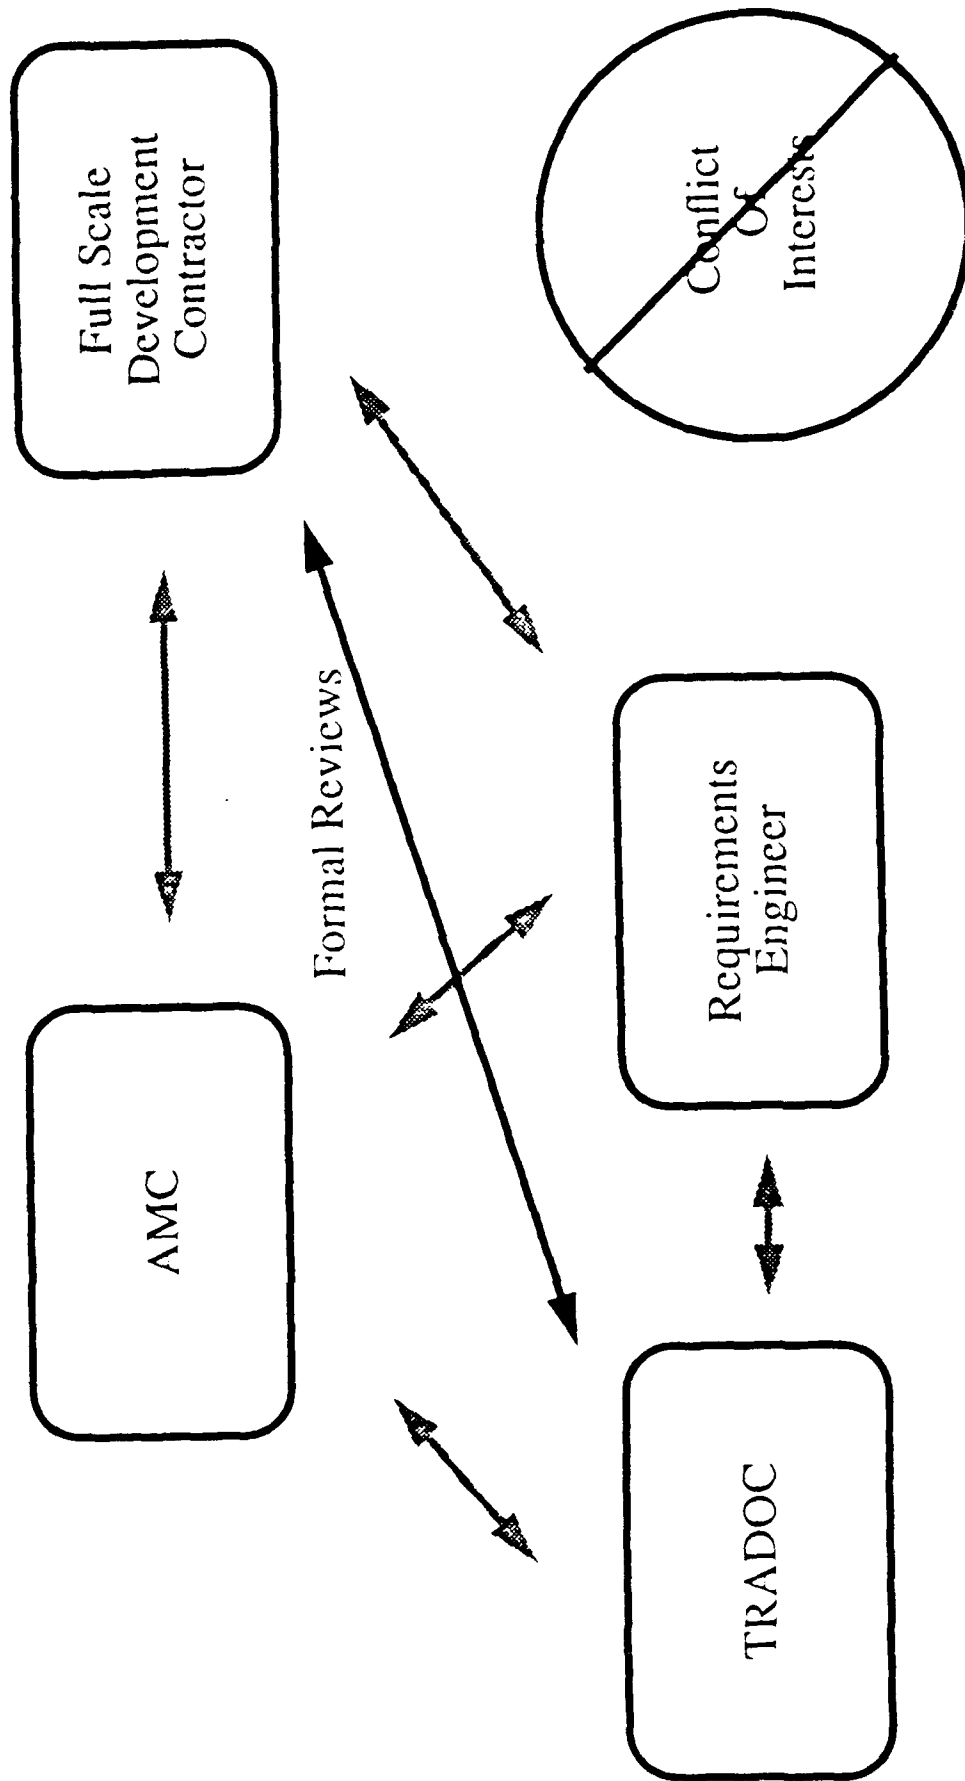 AMC
Full Scale
Development
Contractor
Formal Reviews
TRADOC
Requirements
Engineer
Conflict
Of
Interests